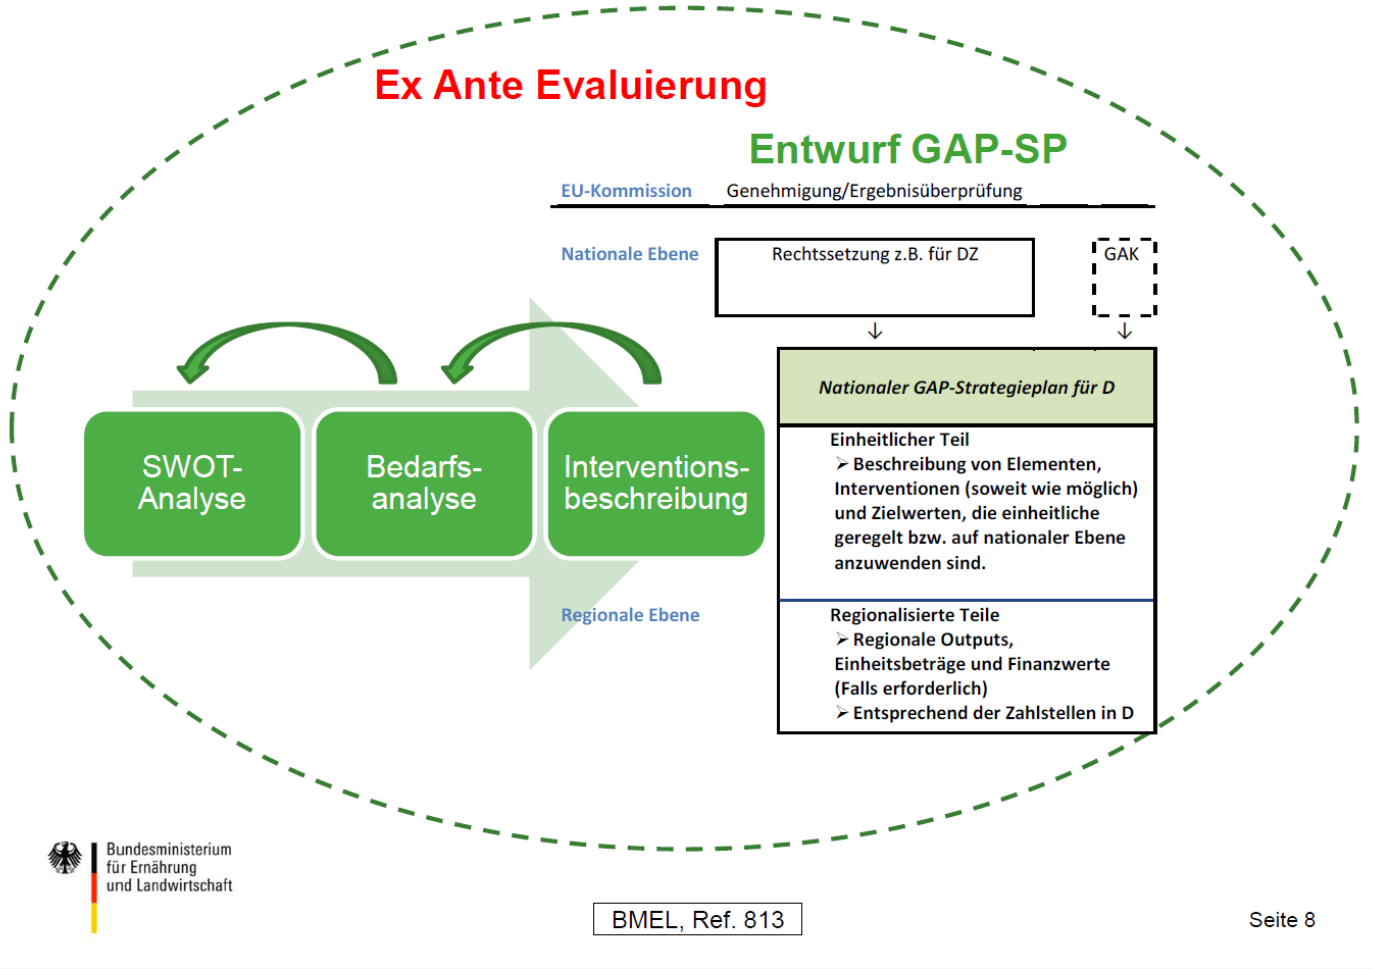 Ex Ante Evaluierung
Entwurf GAP-SP
EU-Kommission Genehmigung/Ergebnisüberprüfung
Nationale Ebene Rechtssetzung z.B. für DZ GAK
↓ ↓
Nationaler GAP-Strategieplan für D
SWOT-
Analyse
Bedarfs-
analyse
Interventions-
beschreibung
Einheitlicher Teil
➢ Beschreibung von Elementen,
Interventionen (soweit wie möglich)
und Zielwerten, die einheitliche
geregelt bzw. auf nationaler Ebene
anzuwenden sind.
Regionale Ebene
Regionalisierte Teile
➢ Regionale Outputs,
Einheitsbeträge und Finanzwerte
(Falls erforderlich)
➢ Entsprechend der Zahlstellen in D
Bundesministerium
für Ernährung
und Landwirtschaft
BMEL, Ref. 813
Seite 8